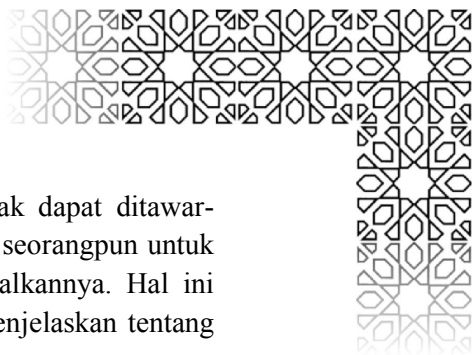 ak dapat ditawar-
seorangpun untuk
alkannya. Hal ini
enjelaskan tentang